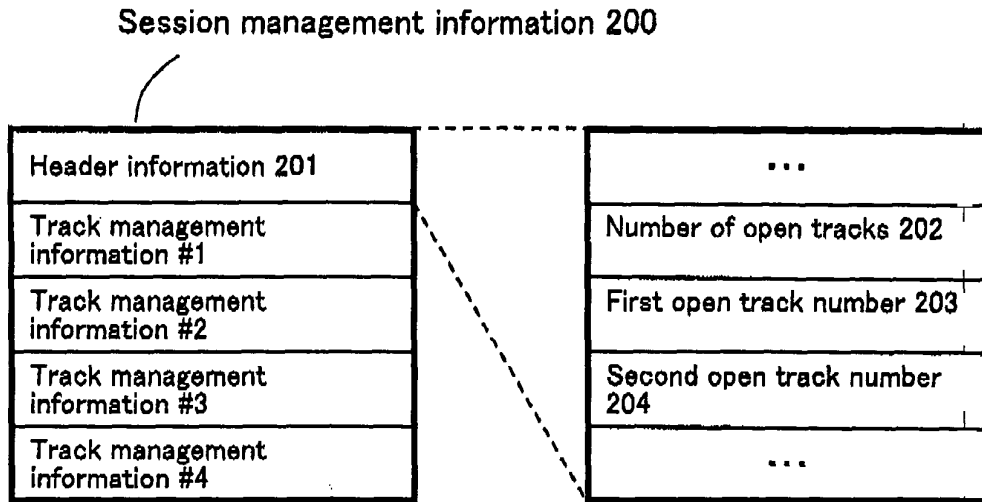 Session management information 200
Header information 201
Track management
information #1
Track management
information #2
Track management
information #3
Track management
information #4
...
Number of open tracks 202
First open track number 203
Second open track number
204
...